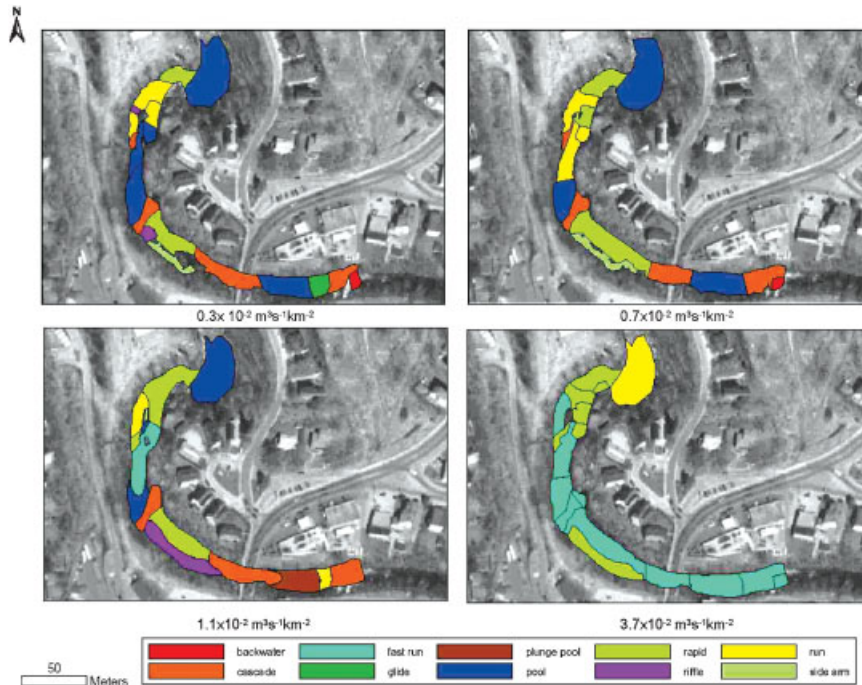 N
0.3x 10-2 m³s-1km-2
0.7x10-2 m³s-1km-2
1.1x10-2 m³s-1km-2
3.7x10-2 m³s-1km-2
backwater fast run plunge pool rapid run
cascade glide pool riffle side arm
50
Meters